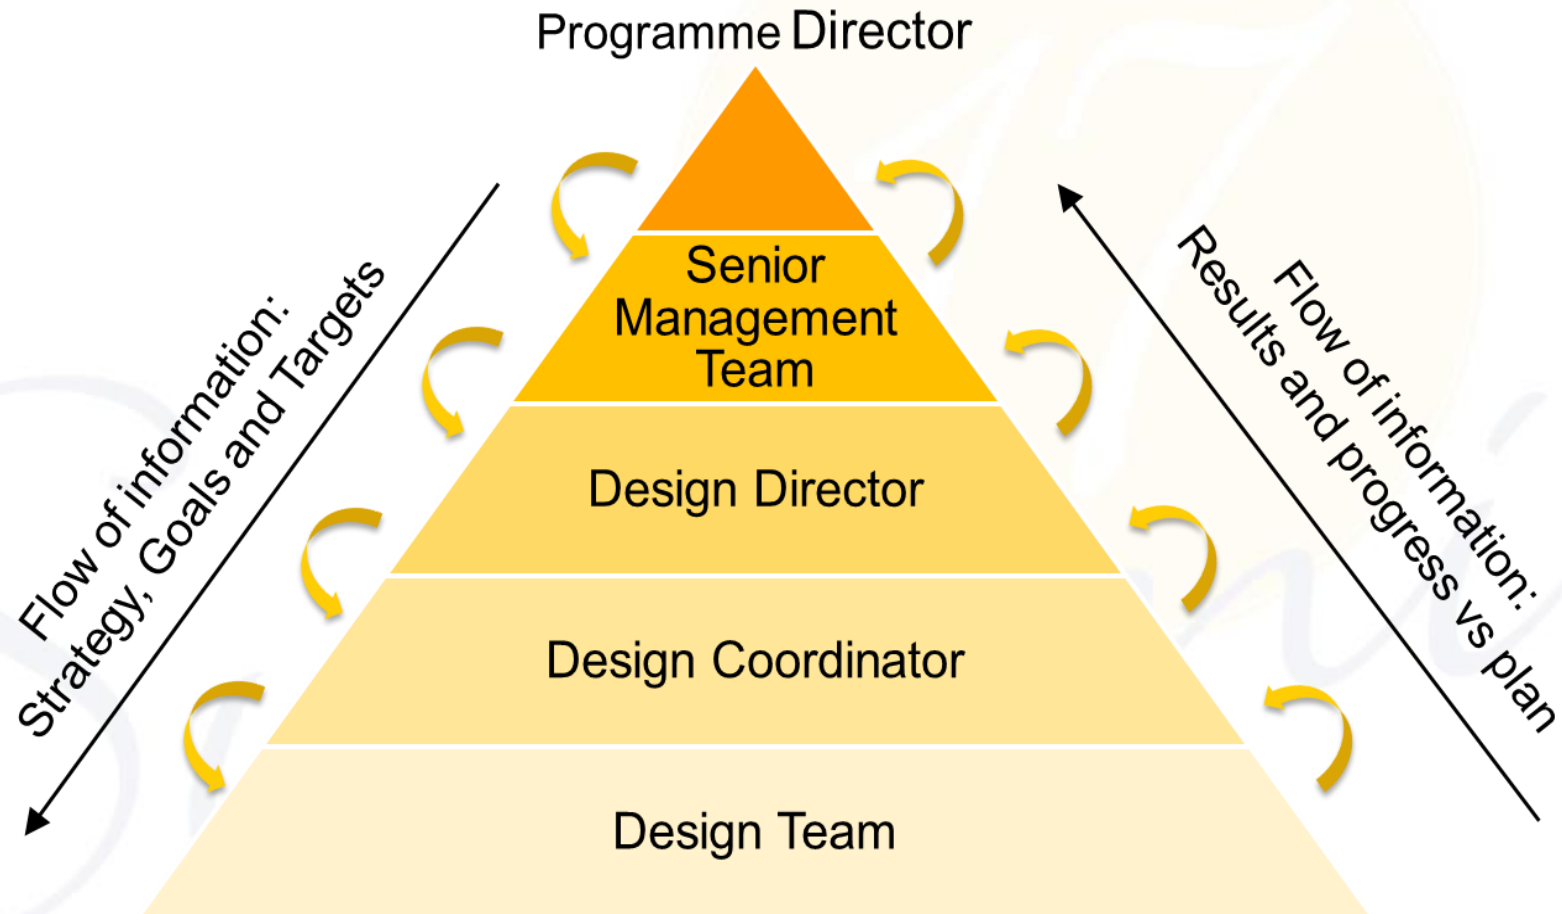 Programme Director
Senior
Management
Team
Design Director
Design Coordinator
Design Team
Flow of information:
Strategy, Goals and Targets
Flow of information:
Results and progress vs plan
17